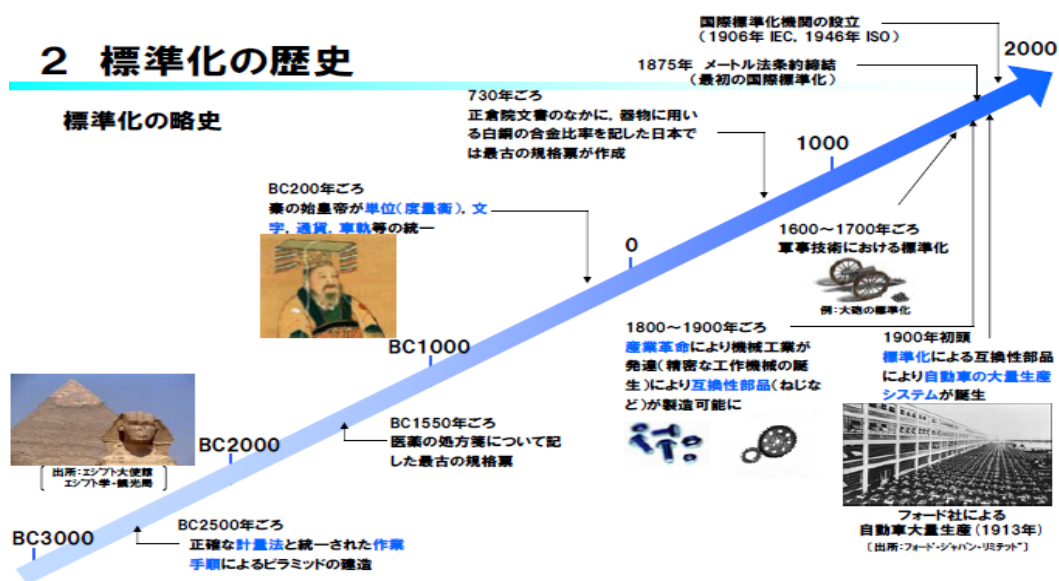 2 標準化の歴史
標準化の略史
国際標準化機関の設立
(1906年 IEC, 1946年 ISO)
2000
1875年 メートル法条約締結
(最初の国際標準化)
730年ごろ
正倉院文書のなかに, 器物に用い
る白銅の合金比率を記した日本で
は最古の規格票が作成
1000
BC200年ごろ
秦の始皇帝が単位(度量衡), 文
字, 通貨, 車軌等の統一
0
1600～1700年ごろ
軍事技術における標準化
例:大砲の標準化
1800～1900年ごろ
産業革命により機械工業が
発達(精密な工作機械の誕
生)により互換性部品(ねじな
ど)が製造可能に
1900年初頭
標準化による互換性部品
により自動車の大量生産
システムが誕生
フォード社による
自動車大量生産(1913年)
[出所:フォード・ジャパン・リミテッド]
BC1000
BC1550年ごろ
医薬の処方箋について記
した最古の規格票
BC2000
出所:エジプト大使館
エジプト学・観光局
BC3000
BC2500年ごろ
正確な計量法と統一された作業
手順によるピラミッドの建造